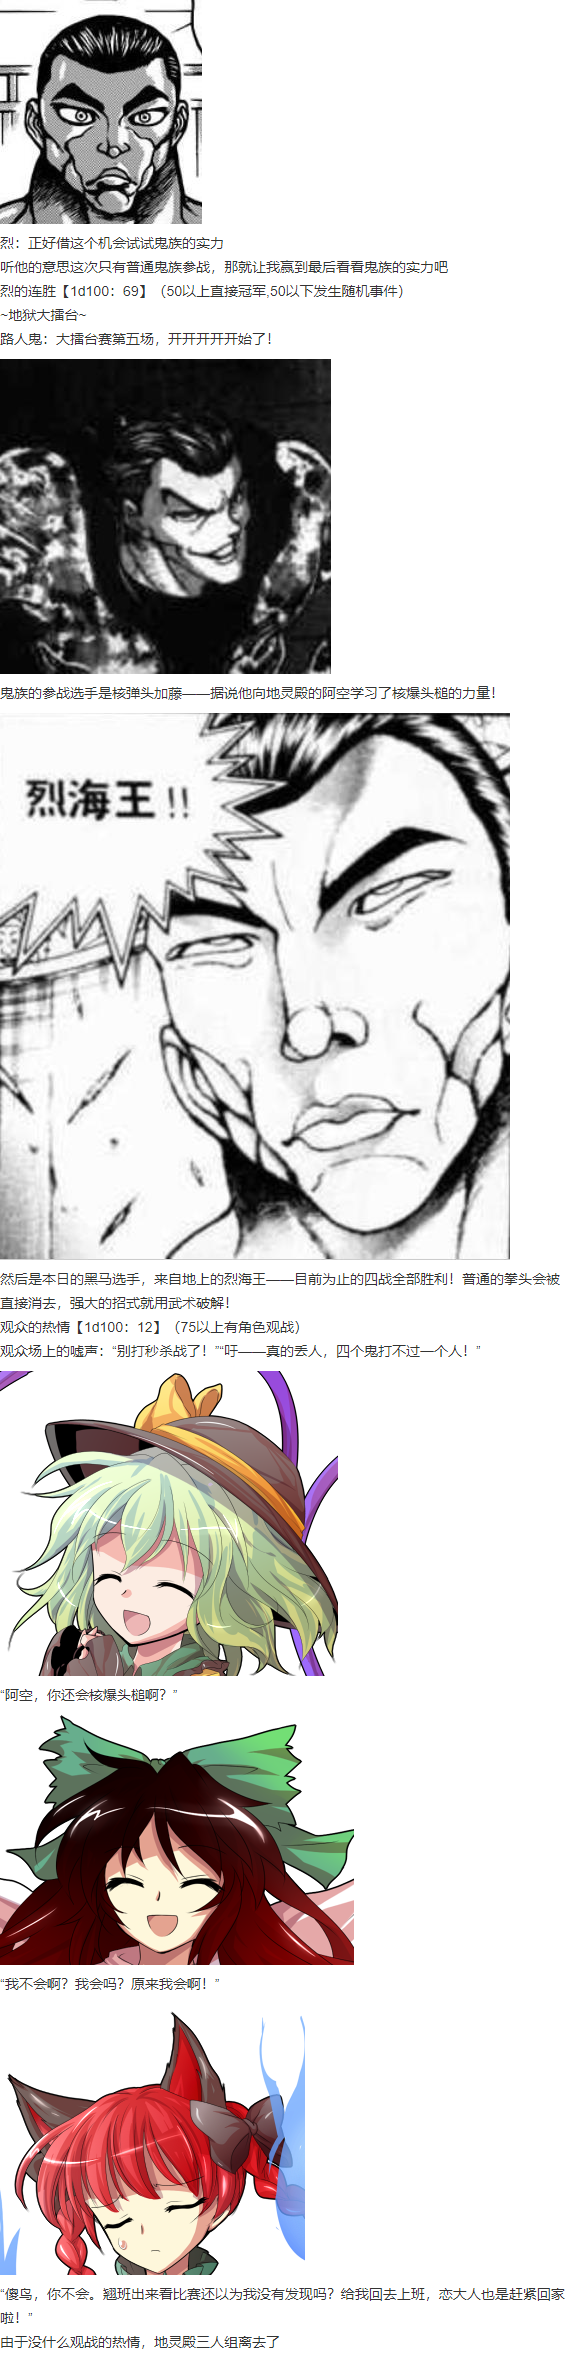 烈：正好借这个机会试试鬼族的实力
听他的意思这次只有普通鬼族参战，那就让我赢到最后看看鬼族的实力吧
烈的连胜【1d100：69】（50以上直接冠军,50以下发生随机事件）
~地狱大擂台~
路人鬼：大擂台赛第五场，开开开开开始了！
鬼族的参战选手是核弹头加藤——据说他向地灵殿的阿空学习了核爆头槌的力量！
烈海王!!
然后是本日的黑马选手，来自地上的烈海王——目前为止的四战全部胜利！普通的拳头会被
直接消去，强大的招式就用武术破解！
观众的热情【1d100：12】（75以上有角色观战）
观众场上的嘘声：“别打秒杀战了！”“吁——真的丢人，四个鬼打不过一个人！”
“阿空，你还会核爆头槌啊？”
“我不会啊？我会吗？原来我会啊！”
“傻鸟，你不会。翘班出来看比赛还以为我没有发现吗？给我回去上班，恋大人也是赶紧回家
啦！”
由于没什么观战的热情，地灵殿三人组离去了